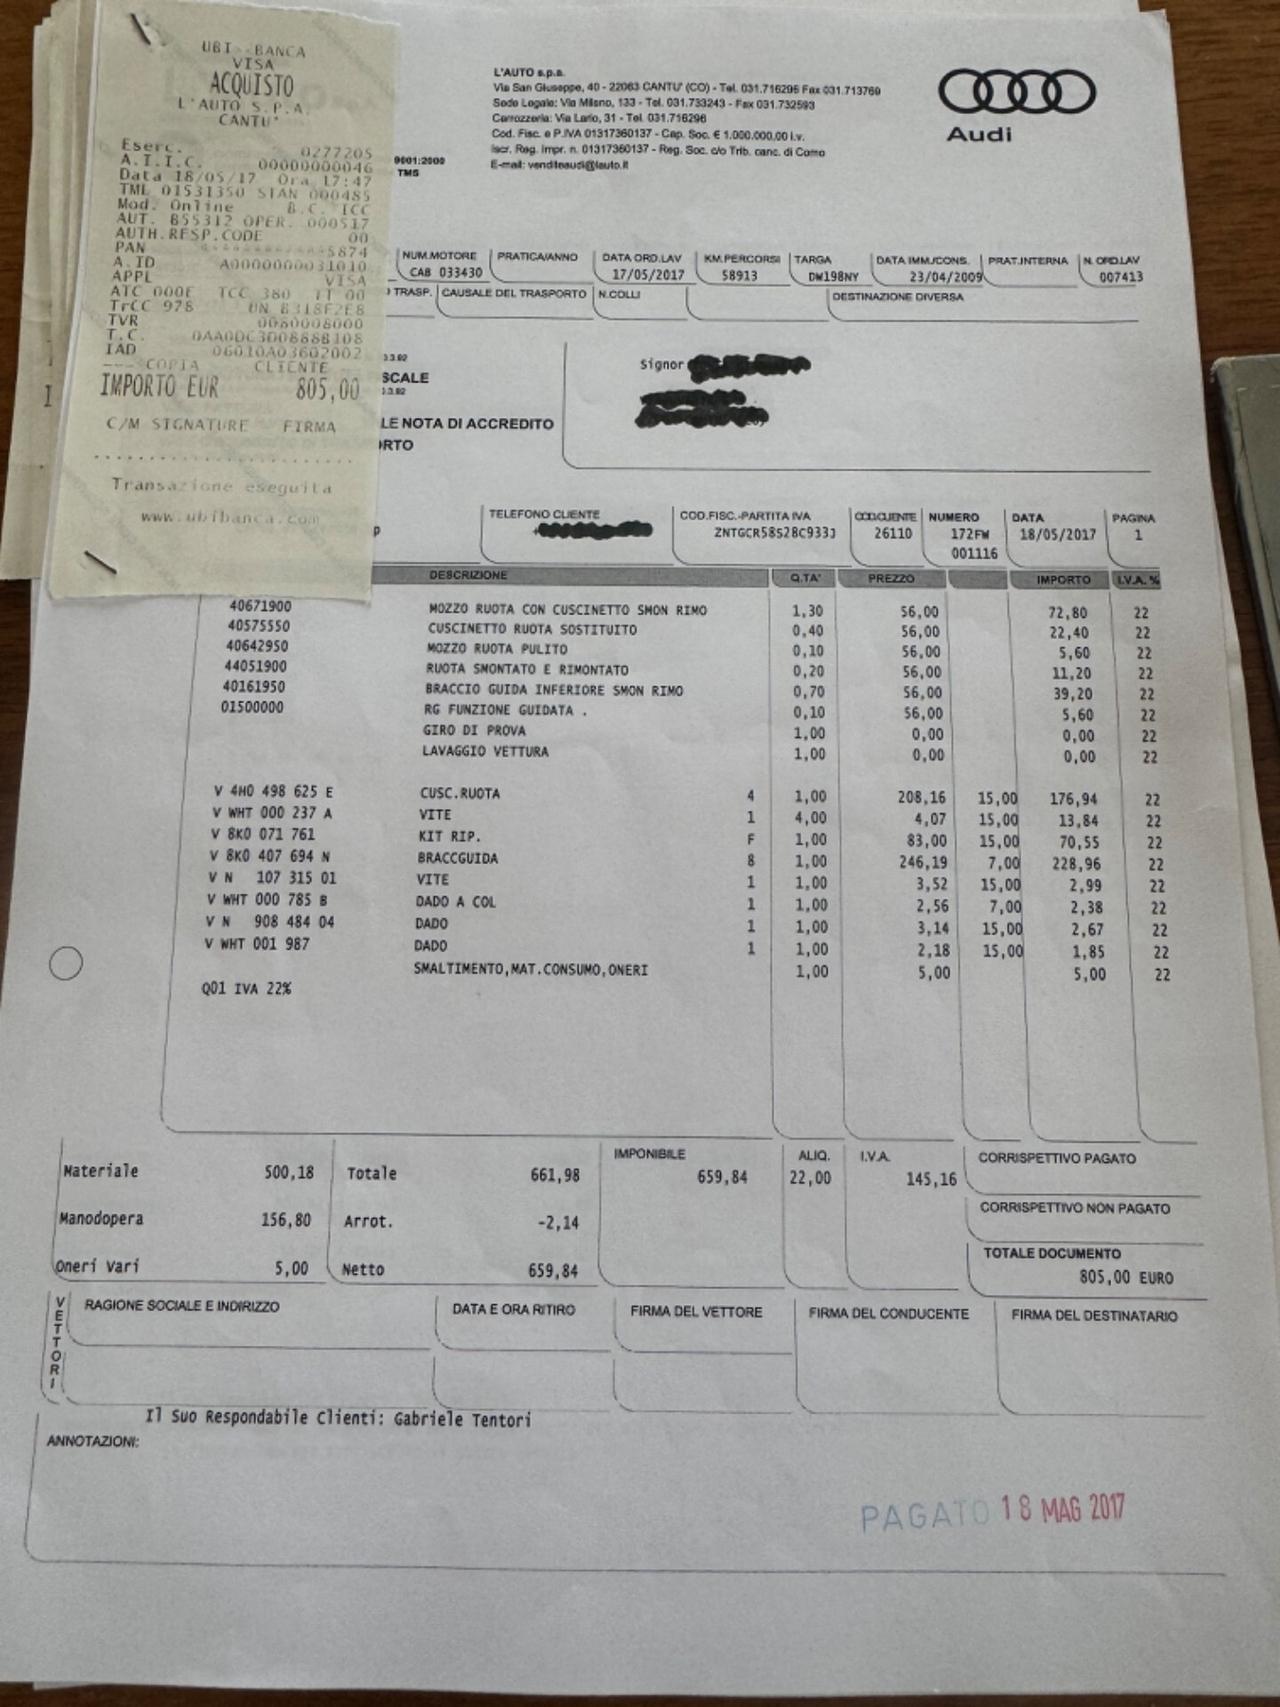 UBI BANCA
VISA
ACQUISTO
L'AUTO S.P.A.
CANTU'
Eserc. 0277205
A.I.I.C. 00000000046
Data 18/05/17 Ora 17:47
TML 01531350 STAN 000485
Mod. Online B.C. ICC
AUT. 855312 OPER. 000517
AUTH.RESP.CODE 00
PAN ************5874
A.ID A0000000031010
APPL VISA
ATC 000E TCC 380 TT 00
TrCC 978 UN B318F2E8
TVR 0080008000
T.C. 0AA0DC3D08888108
IAD 06010A03602002
--- COPIA CLIENTE
IMPORTO EUR 805,00
C/M SIGNATURE FIRMA
Transazione eseguita
www.ubibanca.com
L'AUTO s.p.a.
Via San Giuseppe, 40 - 22063 CANTU' (CO) - Tel. 031.716296 Fax 031.713769
Sede Legale: Via Milano, 133 - Tel. 031.733243 - Fax 031.732593
Carrozzeria: Via Lario, 31 - Tel. 031.716296
Cod. Fisc. e P.IVA 01317360137 - Cap. Soc. € 1.000.000,00 i.v.
Iscr. Reg. Impr. n. 01317360137 - Reg. Soc. c/o Trib. canc. di Como
E-mail: venditeaudi@lauto.it
Audi
9001:2000
TMS
NUM.MOTORE PRATICA/ANNO DATA ORD.LAV KM.PERCORSI TARGA DATA IMM./CONS. PRAT.INTERNA N. ORD.LAV
CAB 033430 17/05/2017 58913 DW198NY 23/04/2009 007413
TRASP. CAUSALE DEL TRASPORTO N.COLLI DESTINAZIONE DIVERSA
Signor
SCALE
LE NOTA DI ACCREDITO
ORTO
TELEFONO CLIENTE COD.FISC.-PARTITA IVA COD.CLIENTE NUMERO DATA PAGINA
ZNTGCR58S28C933J 26110 172FW 18/05/2017 1
001116
DESCRIZIONE Q.TA' PREZZO IMPORTO I.V.A. %
40671900 MOZZO RUOTA CON CUSCINETTO SMON RIMO 1,30 56,00 72,80 22
40575550 CUSCINETTO RUOTA SOSTITUITO 0,40 56,00 22,40 22
40642950 MOZZO RUOTA PULITO 0,10 56,00 5,60 22
44051900 RUOTA SMONTATO E RIMONTATO 0,20 56,00 11,20 22
40161950 BRACCIO GUIDA INFERIORE SMON RIMO 0,70 56,00 39,20 22
01500000 RG FUNZIONE GUIDATA . 0,10 56,00 5,60 22
GIRO DI PROVA 1,00 0,00 0,00 22
LAVAGGIO VETTURA 1,00 0,00 0,00 22
V 4H0 498 625 E CUSC.RUOTA 4 1,00 208,16 15,00 176,94 22
V WHT 000 237 A VITE 1 4,00 4,07 15,00 13,84 22
V 8K0 071 761 KIT RIP. F 1,00 83,00 15,00 70,55 22
V 8K0 407 694 N BRACCGUIDA 8 1,00 246,19 7,00 228,96 22
V N 107 315 01 VITE 1 1,00 3,52 15,00 2,99 22
V WHT 000 785 B DADO A COL 1 1,00 2,56 7,00 2,38 22
V N 908 484 04 DADO 1 1,00 3,14 15,00 2,67 22
V WHT 001 987 DADO 1 1,00 2,18 15,00 1,85 22
SMALTIMENTO,MAT.CONSUMO,ONERI 1,00 5,00 5,00 22
Q01 IVA 22%
Materiale 500,18 Totale 661,98 IMPONIBILE 659,84 ALIQ. 22,00 I.V.A. 145,16 CORRISPETTIVO PAGATO
Manodopera 156,80 Arrot. -2,14 CORRISPETTIVO NON PAGATO
Oneri Vari 5,00 Netto 659,84 TOTALE DOCUMENTO
805,00 EURO
VETTORI RAGIONE SOCIALE E INDIRIZZO DATA E ORA RITIRO FIRMA DEL VETTORE FIRMA DEL CONDUCENTE FIRMA DEL DESTINATARIO
Il Suo Respondabile Clienti: Gabriele Tentori
ANNOTAZIONI:
PAGATO 18 MAG 2017